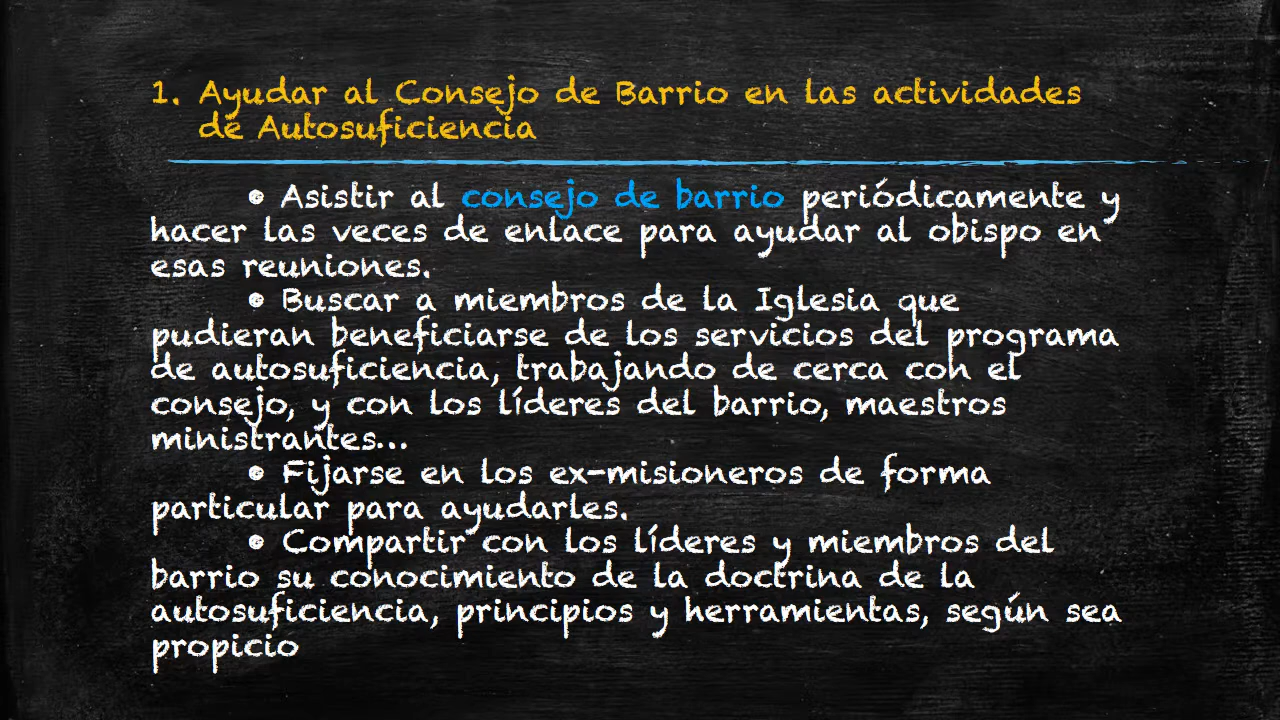 1. Ayudar al Consejo de Barrio en las actividades
de Autosuficiencia
• Asistir al consejo de barrio periódicamente y
hacer las veces de enlace para ayudar al obispo en
esas reuniones.
• Buscar a miembros de la Iglesia que
pudieran beneficiarse de los servicios del programa
de autosuficiencia, trabajando de cerca con el
consejo, y con los líderes del barrio, maestros
ministrantes...
• Fijarse en los ex-misioneros de forma
particular para ayudarles.
• Compartir con los líderes y miembros del
barrio su conocimiento de la doctrina de la
autosuficiencia, principios y herramientas, según sea
propicio